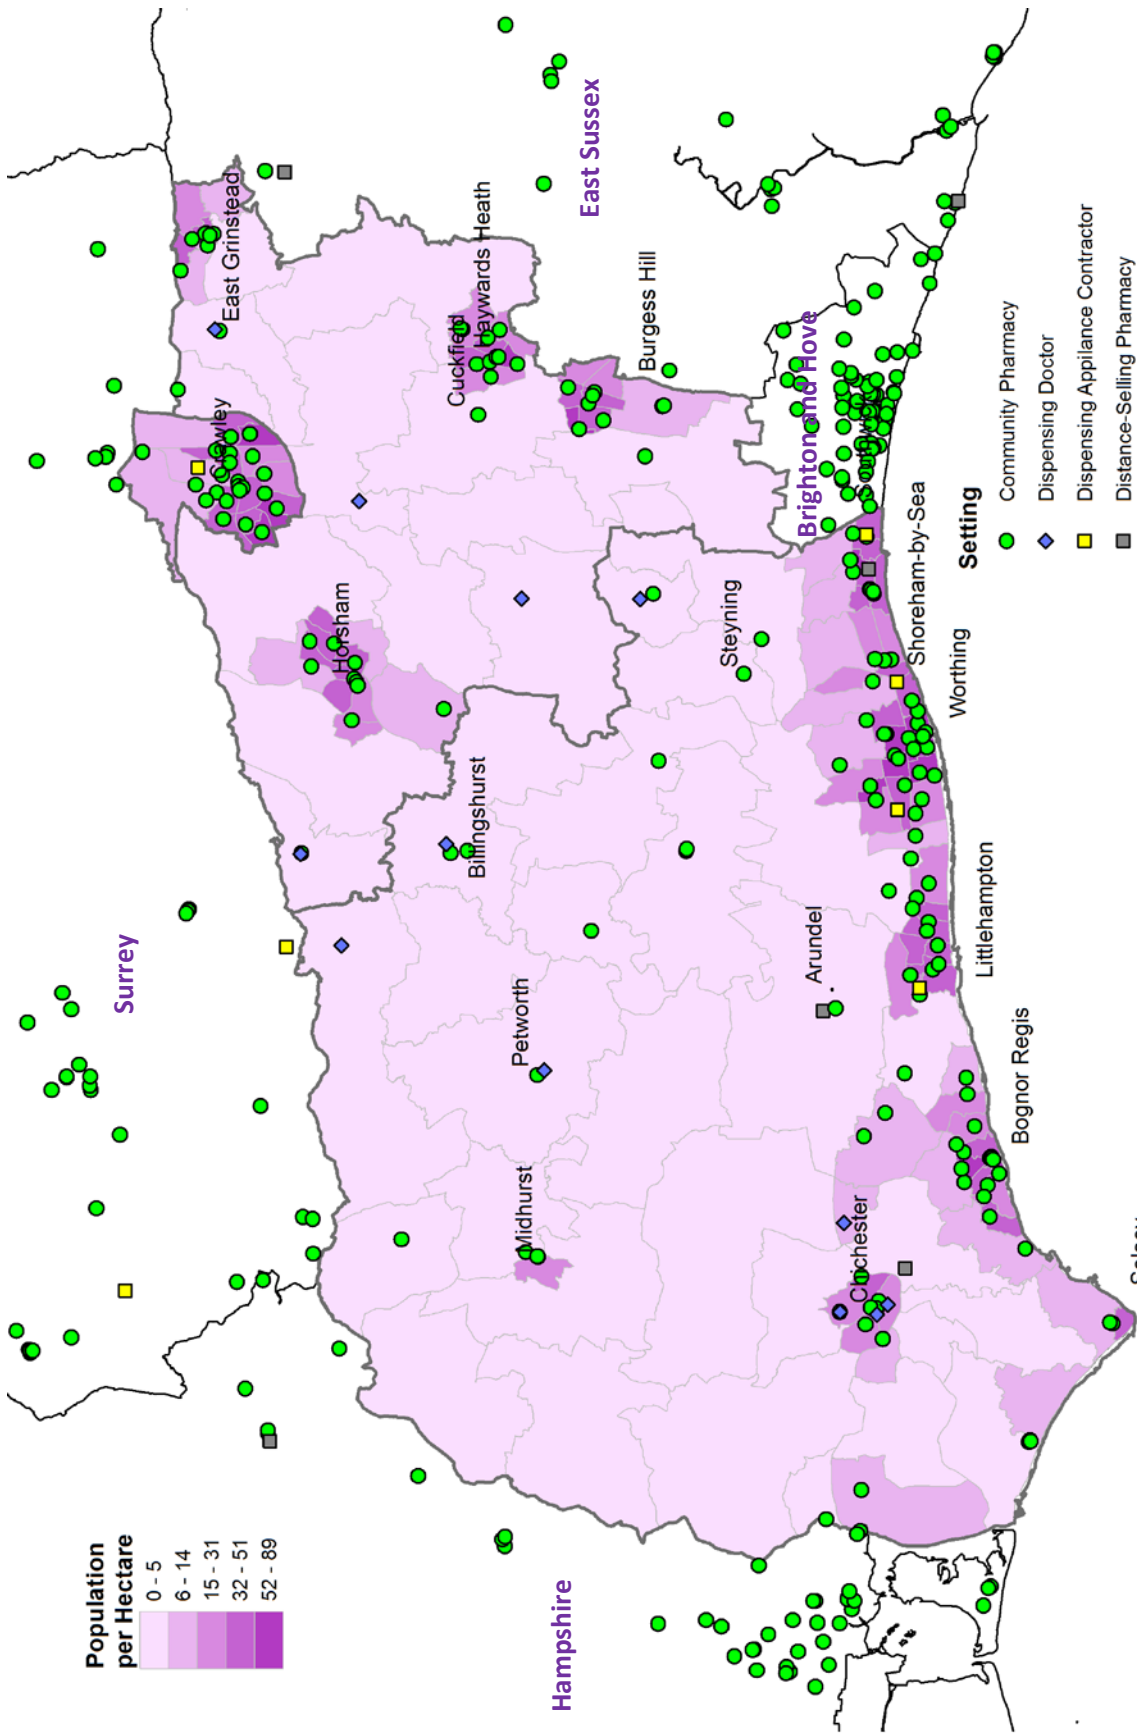 Population
per Hectare
0 - 5
6 - 14
15 - 31
32 - 51
52 - 89
Surrey
Hampshire
East Sussex
Brighton and Hove
East Grinstead
Crawley
Horsham
Cuckfield
Haywards Heath
Burgess Hill
Billingshurst
Petworth
Midhurst
Steyning
Arundel
Chichester
Shoreham-by-Sea
Worthing
Littlehampton
Bognor Regis
Setting
Community Pharmacy
Dispensing Doctor
Dispensing Appliance Contractor
Distance-Selling Pharmacy